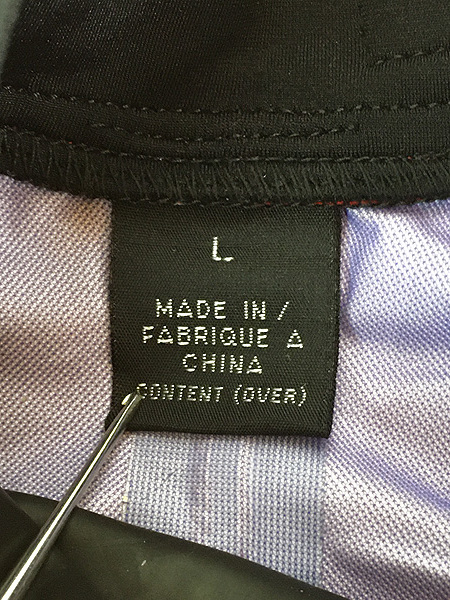 L
MADE IN /
FABRIQUE A
CHINA
CONTENT (OVER)